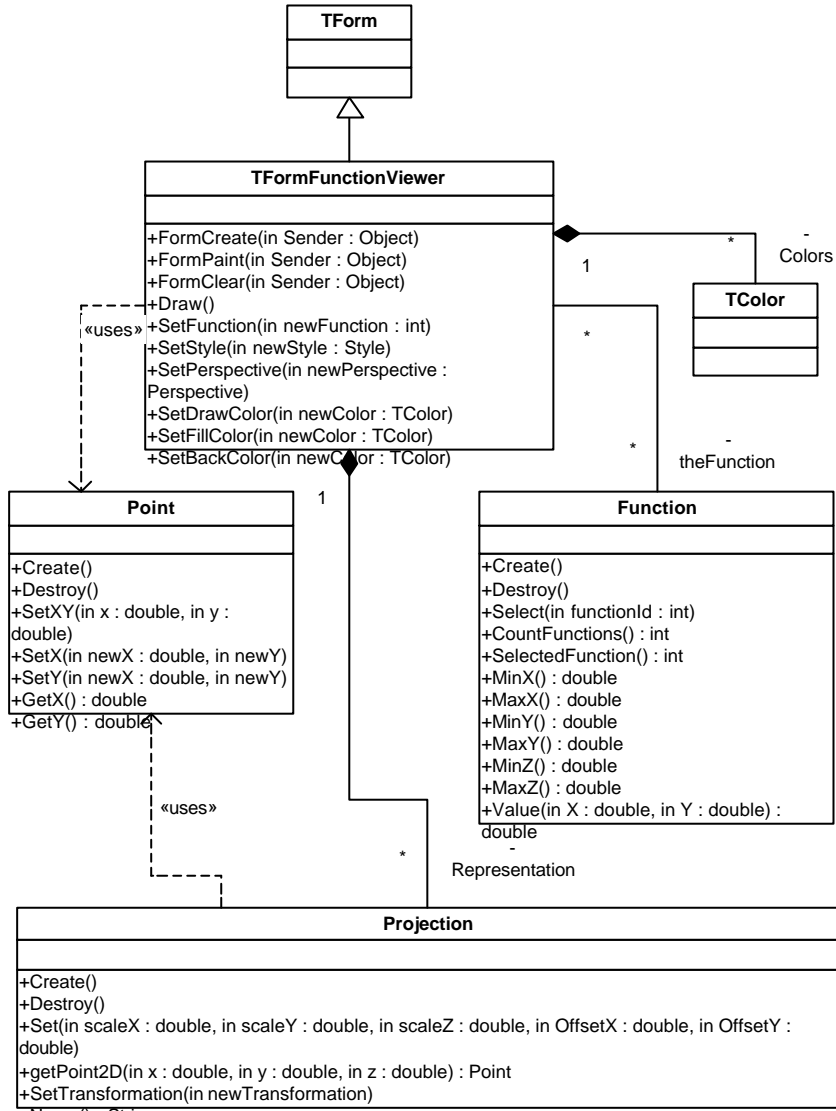 TForm
TFormFunctionViewer
+FormCreate(in Sender : Object)
+FormPaint(in Sender : Object)
+FormClear(in Sender : Object)
+Draw()
+SetFunction(in newFunction : int)
+SetStyle(in newStyle : Style)
+SetPerspective(in newPerspective :
Perspective)
+SetDrawColor(in newColor : TColor)
+SetFillColor(in newColor : TColor)
+SetBackColor(in newColor : TColor)
1
*
-
Colors
TColor
«uses»
*
*
-
theFunction
1
Point
+Create()
+Destroy()
+SetXY(in x : double, in y :
double)
+SetX(in newX : double, in newY)
+SetY(in newX : double, in newY)
+GetX() : double
+GetY() : double
Function
+Create()
+Destroy()
+Select(in functionId : int)
+CountFunctions() : int
+SelectedFunction() : int
+MinX() : double
+MaxX() : double
+MinY() : double
+MaxY() : double
+MinZ() : double
+MaxZ() : double
+Value(in X : double, in Y : double) :
double
«uses»
*
-
Representation
Projection
+Create()
+Destroy()
+Set(in scaleX : double, in scaleY : double, in scaleZ : double, in OffsetX : double, in OffsetY :
double)
+getPoint2D(in x : double, in y : double, in z : double) : Point
+SetTransformation(in newTransformation)